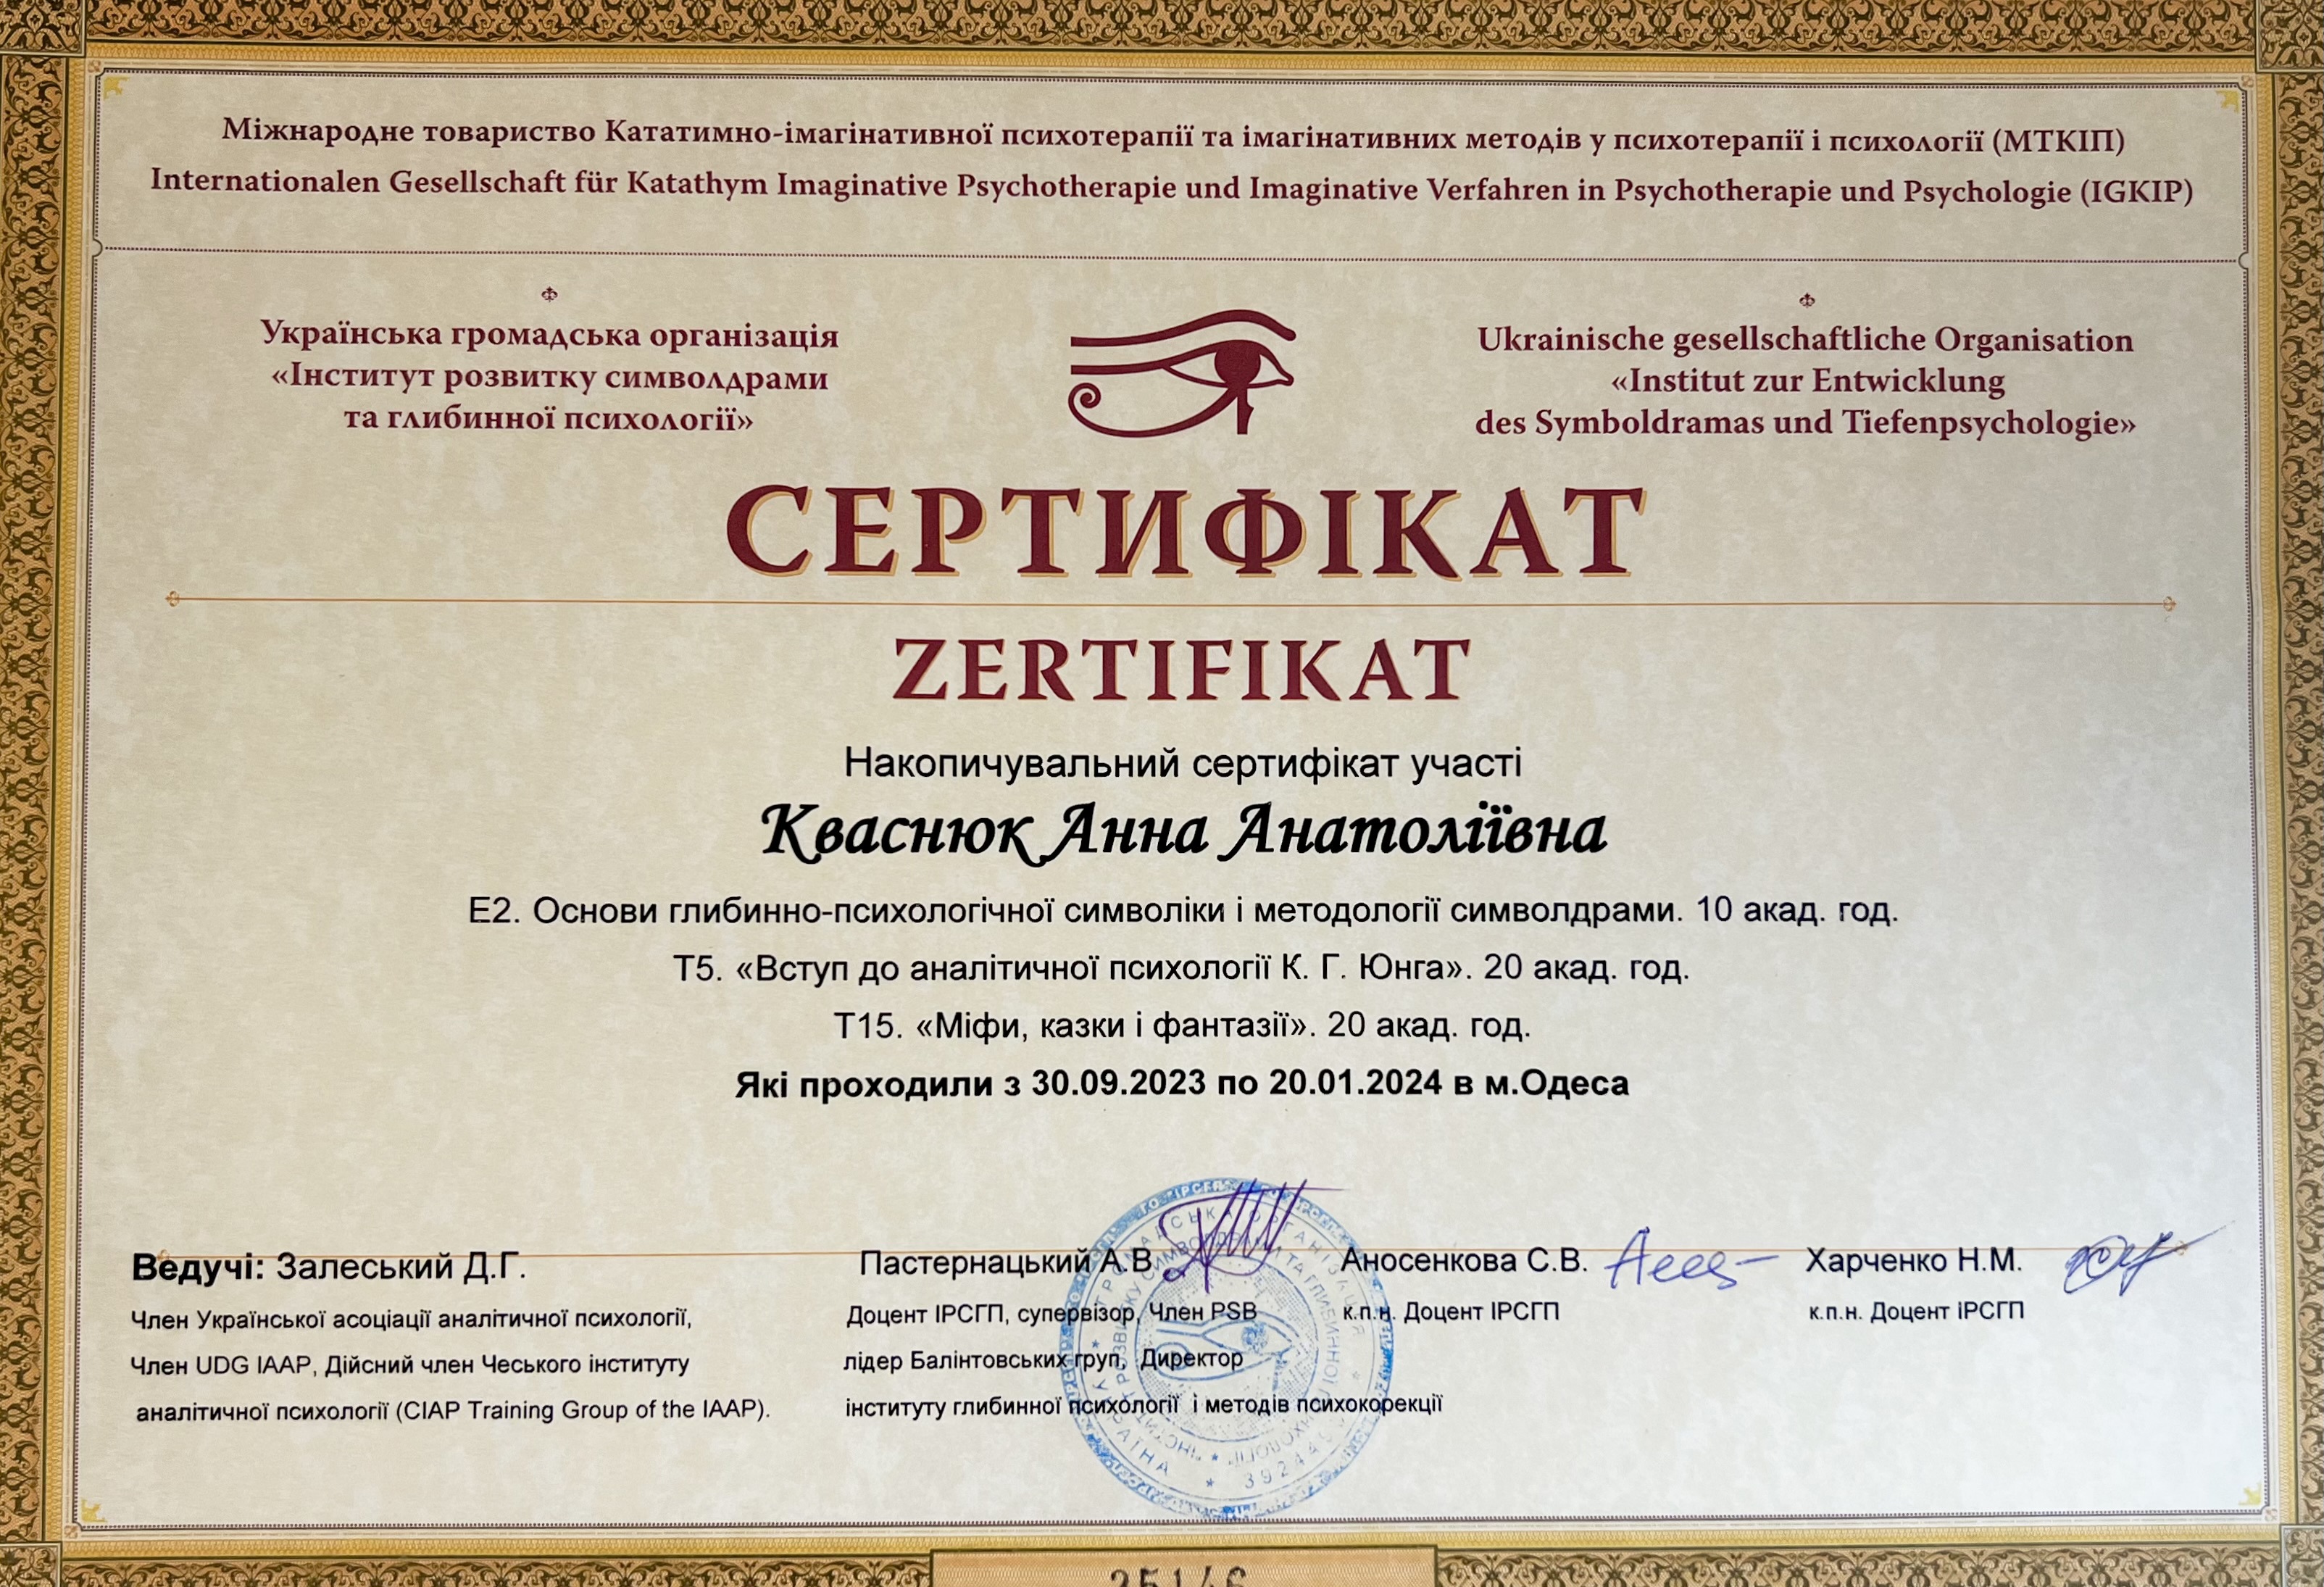 Міжнародне товариство Кататимно-імагінативної психотерапії та імагінативних методів у психотерапії і психології (МТКІП)
Internationalen Gesellschaft für Katathym Imaginative Psychotherapie und Imaginative Verfahren in Psychotherapie und Psychologie (IGKIP)
Українська громадська організація
«Інститут розвитку символдрами
та глибинної психології»
Ukrainische gesellschaftliche Organisation
«Institut zur Entwicklung
des Symboldramas und Tiefenpsychologie»
СЕРТИФІКАТ
ZERTIFIKAT
Накопичувальний сертифікат участі
Кваснюк Анна Анатоліївна
Е2. Основи глибинно-психологічної символіки і методології символдрами. 10 акад. год.
Т5. «Вступ до аналітичної психології К. Г. Юнга». 20 акад. год.
Т15. «Міфи, казки і фантазії». 20 акад. год.
Які проходили з 30.09.2023 по 20.01.2024 в м.Одеса
Ведучі: Залеський Д.Г.
Член Української асоціації аналітичної психології,
Член UDG IAAP, Дійсний член Чеського інституту
аналітичної психології (CIAP Training Group of the IAAP).
Пастернацький А.В
Доцент ІРСГП, супервізор, Член PSB
лідер Балінтовських груп, Директор
інституту глибинної психології і методів психокорекції
Аносенкова С.В.
к.п.н. Доцент ІРСГП
Харченко Н.М.
к.п.н. Доцент ІРСГП